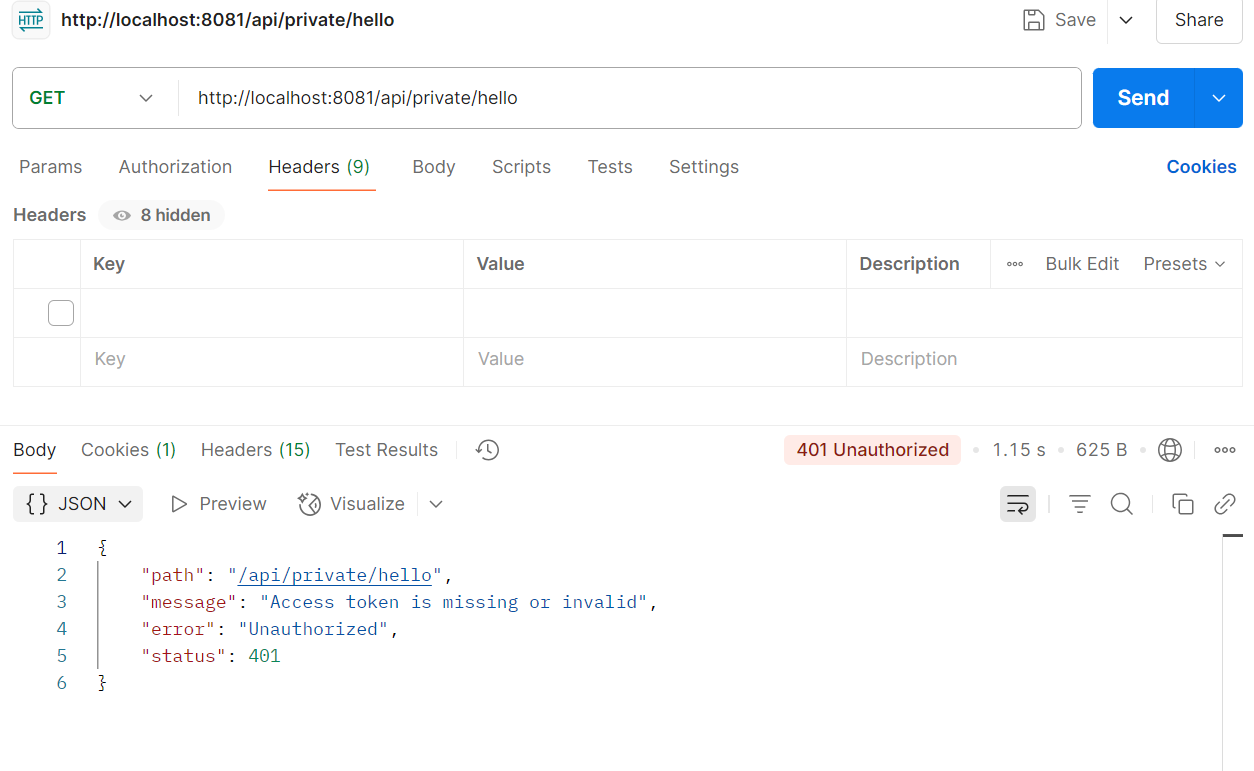 HTTP http://localhost:8081/api/private/hello Save Share
GET http://localhost:8081/api/private/hello Send
Params Authorization Headers (9) Body Scripts Tests Settings Cookies
Headers 8 hidden
Key Value Description Bulk Edit Presets
Key Value Description
Body Cookies (1) Headers (15) Test Results 401 Unauthorized 1.15 s 625 B
{} JSON Preview Visualize
1 {
2 "path": "/api/private/hello",
3 "message": "Access token is missing or invalid",
4 "error": "Unauthorized",
5 "status": 401
6 }